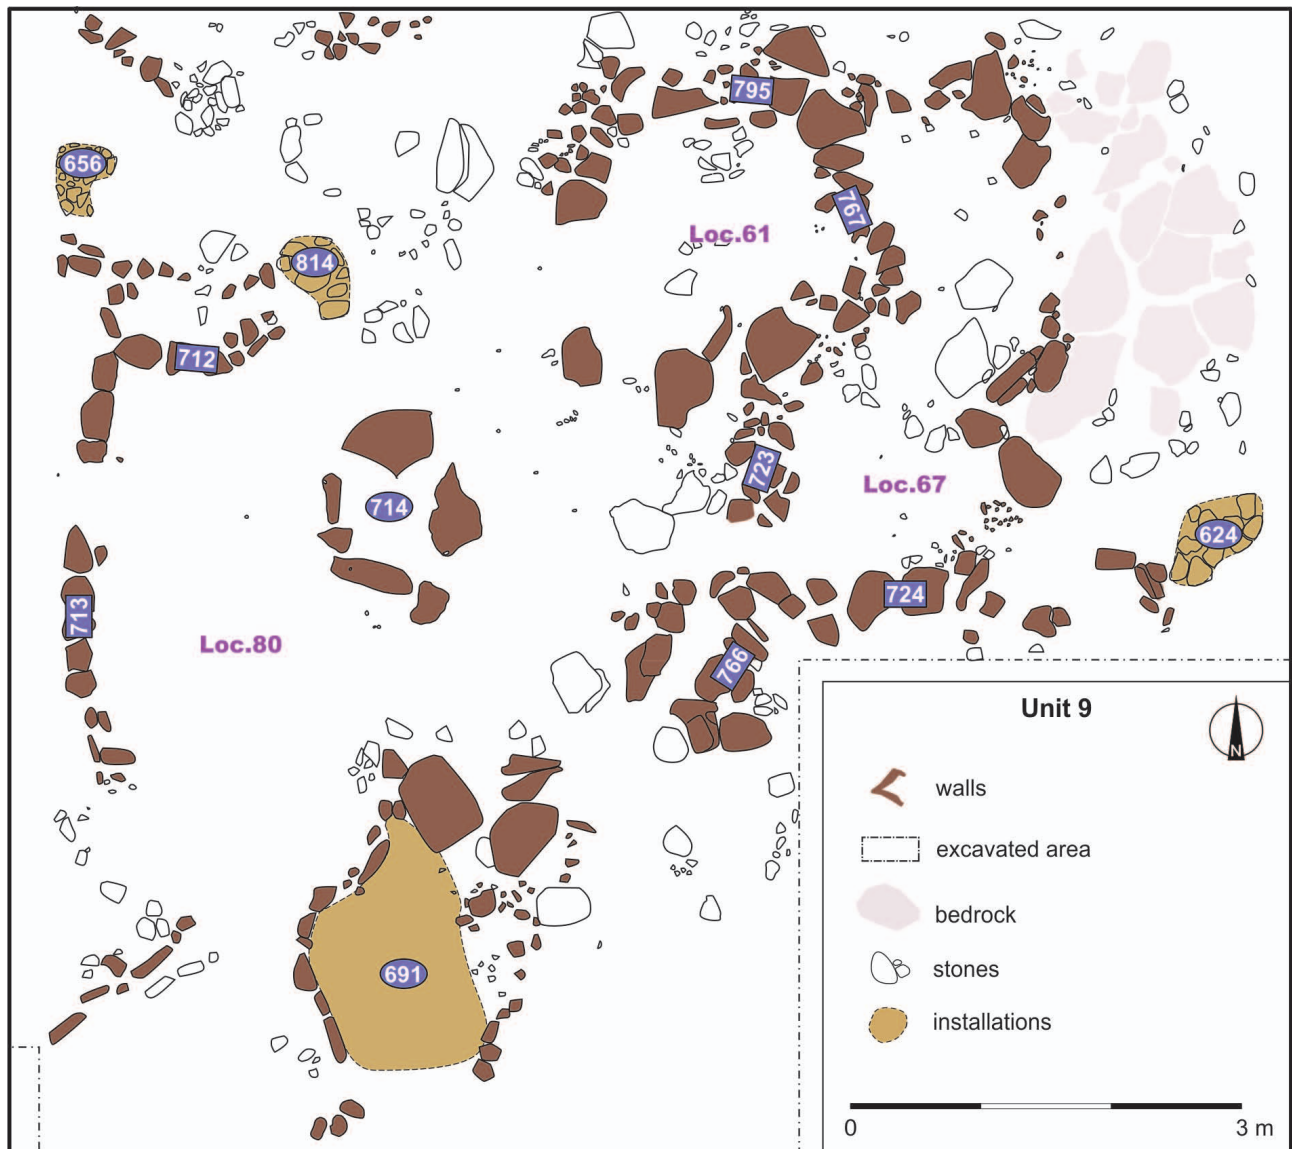 795
656
767
Loc.61
814
712
723
Loc.67
714
624
724
713
Loc.80
766
691
Unit 9
N
walls
excavated area
bedrock
stones
installations
0 3 m